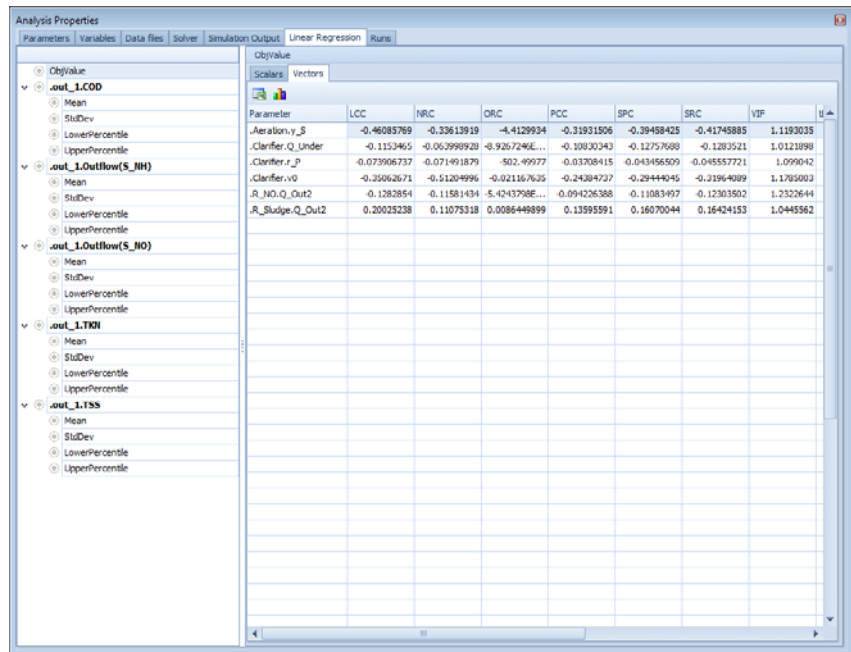 Analysis Properties
Parameters Variables Data files Solver Simulation Output Linear Regression Runs
ObjValue
.out_1.COD
Mean
StdDev
LowerPercentile
UpperPercentile
.out_1.Outflow(S_NH)
Mean
StdDev
LowerPercentile
UpperPercentile
.out_1.Outflow(S_NO)
Mean
StdDev
LowerPercentile
UpperPercentile
.out_1.TKN
Mean
StdDev
LowerPercentile
UpperPercentile
.out_1.TSS
Mean
StdDev
LowerPercentile
UpperPercentile
ObjValue
Scalars Vectors
Parameter LCC NRC ORC PCC SPC SRC VIF
.Aeration.y_S -0.46085769 -0.33613919 -4.4129934 -0.31931506 -0.39458425 -0.41745885 1.1193035
.Clarifier.Q_Under -0.1153465 -0.063998928 -8.9267246E... -0.10830343 -0.12757688 -0.1283521 1.0121898
.Clarifier.r_P -0.073906737 -0.071491879 -502.49977 -0.03708415 -0.043456509 -0.045557721 1.099042
.Clarifier.v0 -0.35062671 -0.51204996 -0.021167635 -0.24384737 -0.29444045 -0.31964089 1.1785003
.R_NO.Q_Out2 -0.1282854 -0.11581434 -5.4243798E... -0.094226388 -0.11083497 -0.12303502 1.2322644
.R_Sludge.Q_Out2 0.20025238 0.11075318 0.0086449899 0.13595591 0.16070044 0.16424153 1.0445562